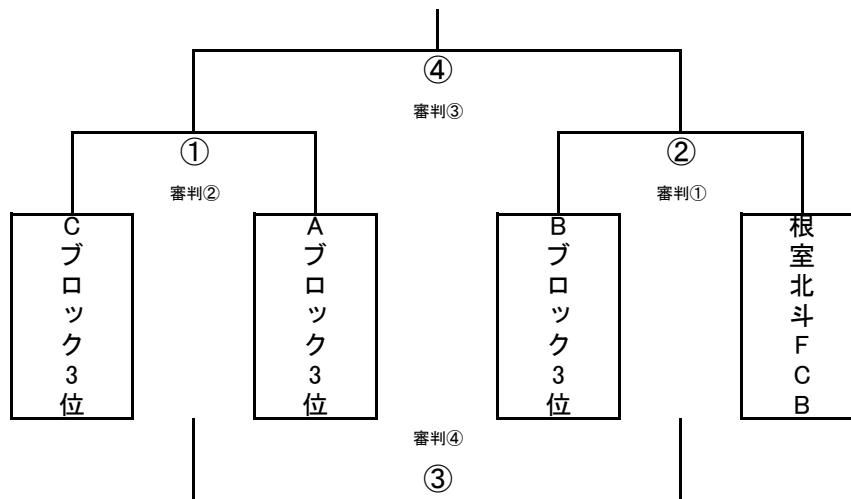 ④
審判③
①
②
審判②
審判①
Cブロック3位
Aブロック3位
Bブロック3位
根室北斗FCB
審判④
③